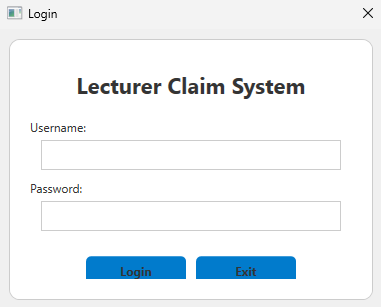 Login
Lecturer Claim System
Username:
Password:
Login Exit